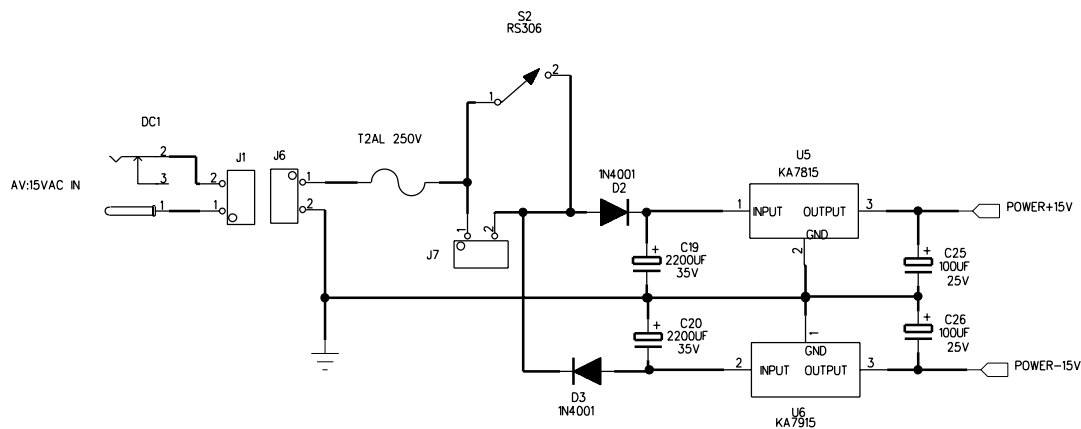 S2
RS306
2
1
DC1
T2AL 250V
J1
J6
2
3
1
AV:15VAC IN
2
1
1
2
1
2
J7
1N4001
D2
U5
KA7815
1
INPUT
OUTPUT
3
GND
2
POWER+15V
+
C19
2200UF
35V
+
C25
100UF
25V
+
C20
2200UF
35V
+
C26
100UF
25V
1
GND
2
INPUT
OUTPUT
3
POWER-15V
D3
1N4001
U6
KA7915